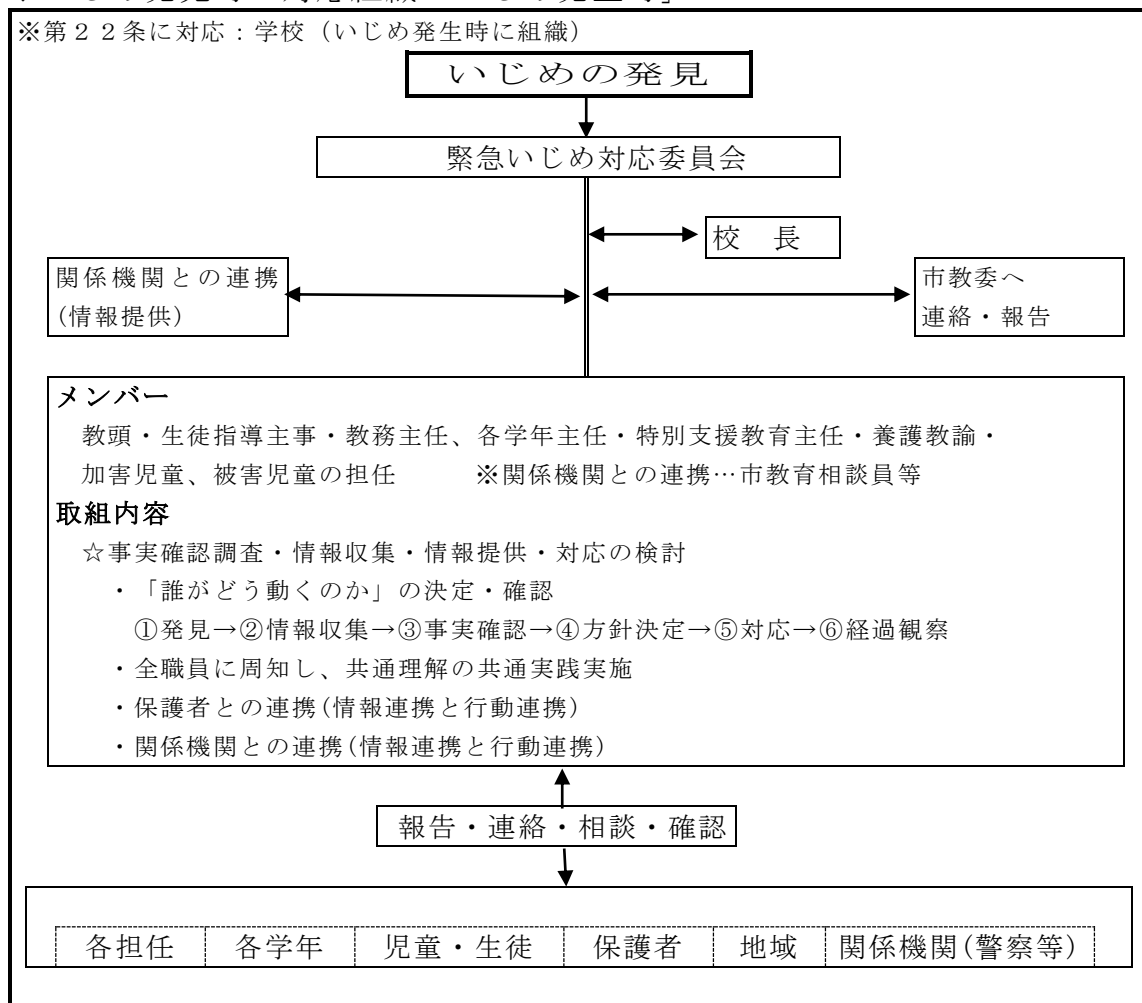 ※第２２条に対応：学校（いじめ発生時に組織）
いじめの発見
緊急いじめ対応委員会
校　長
関係機関との連携
(情報提供)
市教委へ
連絡・報告
メンバー
教頭・生徒指導主事・教務主任、各学年主任・特別支援教育主任・養護教諭・
加害児童、被害児童の担任　　※関係機関との連携…市教育相談員等
取組内容
☆事実確認調査・情報収集・情報提供・対応の検討
・「誰がどう動くのか」の決定・確認
①発見→②情報収集→③事実確認→④方針決定→⑤対応→⑥経過観察
・全職員に周知し、共通理解の共通実践実施
・保護者との連携(情報連携と行動連携)
・関係機関との連携(情報連携と行動連携)
報告・連絡・相談・確認
各担任　各学年　児童・生徒　保護者　地域　関係機関(警察等)